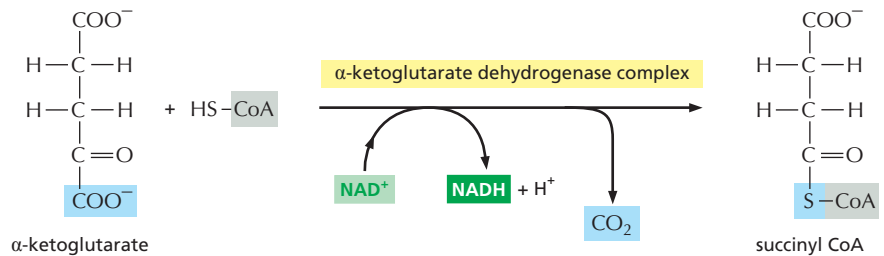 COO⁻
H—C—H
H—C—H
C=O
COO⁻
α-ketoglutarate
+ HS–CoA
α-ketoglutarate dehydrogenase complex
NAD⁺
NADH + H⁺
CO₂
COO⁻
H—C—H
H—C—H
C=O
S–CoA
succinyl CoA